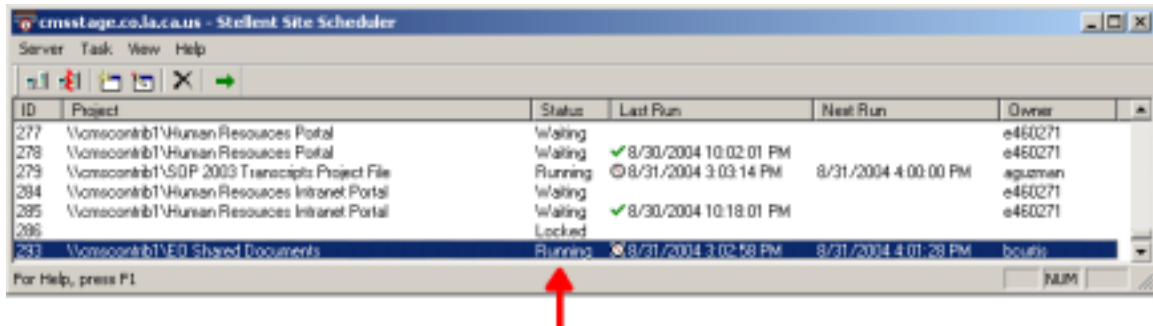 cmsstage.co.la.ca.us - Stellent Site Scheduler
Server Task View Help
ID Project Status Last Run Next Run Owner
277 \\cmscontrib1\Human Resources Portal Waiting e460271
278 \\cmscontrib1\Human Resources Portal Waiting 8/30/2004 10:02:01 PM e460271
279 \\cmscontrib1\SOP 2003 Transcripts Project File Running 8/31/2004 3:03:14 PM 8/31/2004 4:00:00 PM aguzman
284 \\cmscontrib1\Human Resources Intranet Portal Waiting e460271
285 \\cmscontrib1\Human Resources Intranet Portal Waiting 8/30/2004 10:18:01 PM e460271
286 Locked
293 \\cmscontrib1\EO Shared Documents Running 8/31/2004 3:02:58 PM 8/31/2004 4:01:28 PM boutis
For Help, press F1 NUM